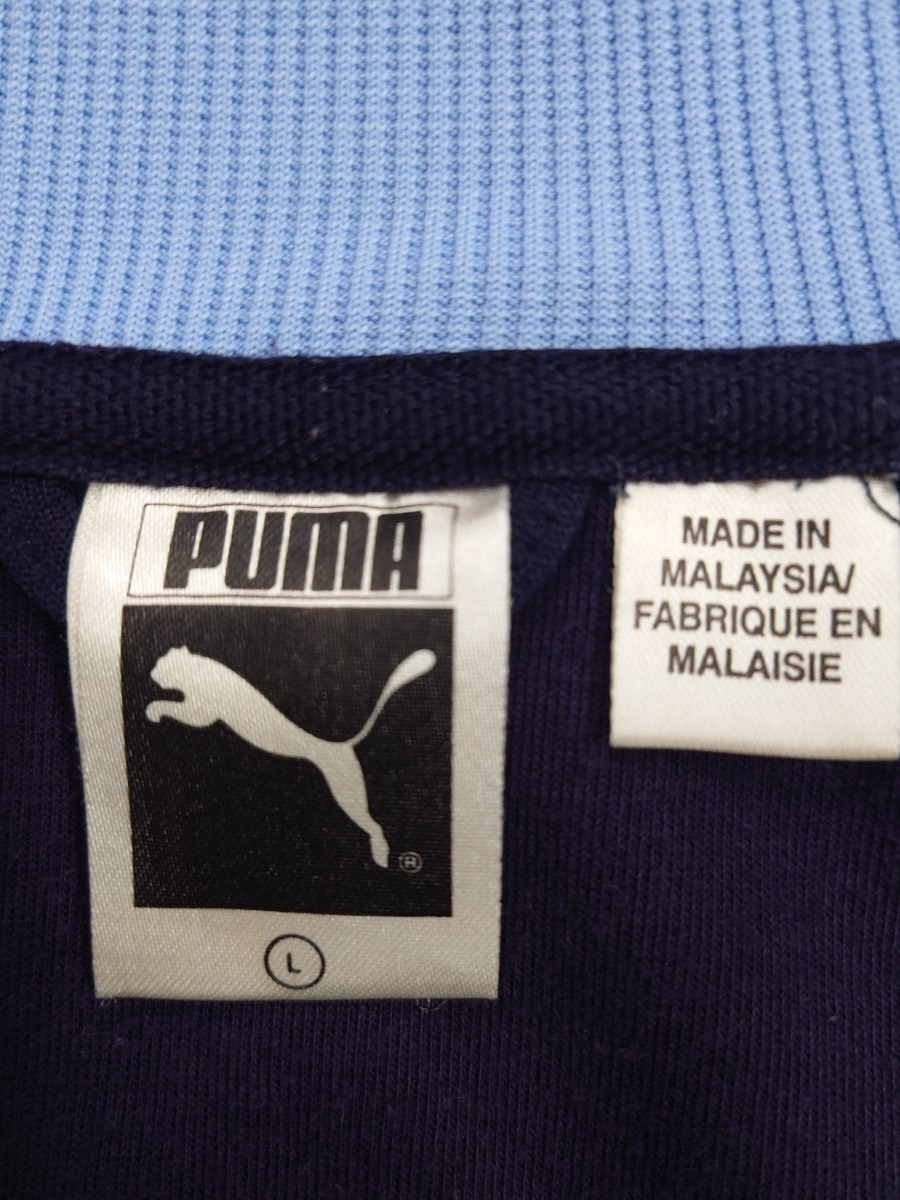 PUMA
®
L
MADE IN
MALAYSIA/
FABRIQUE EN
MALAISIE